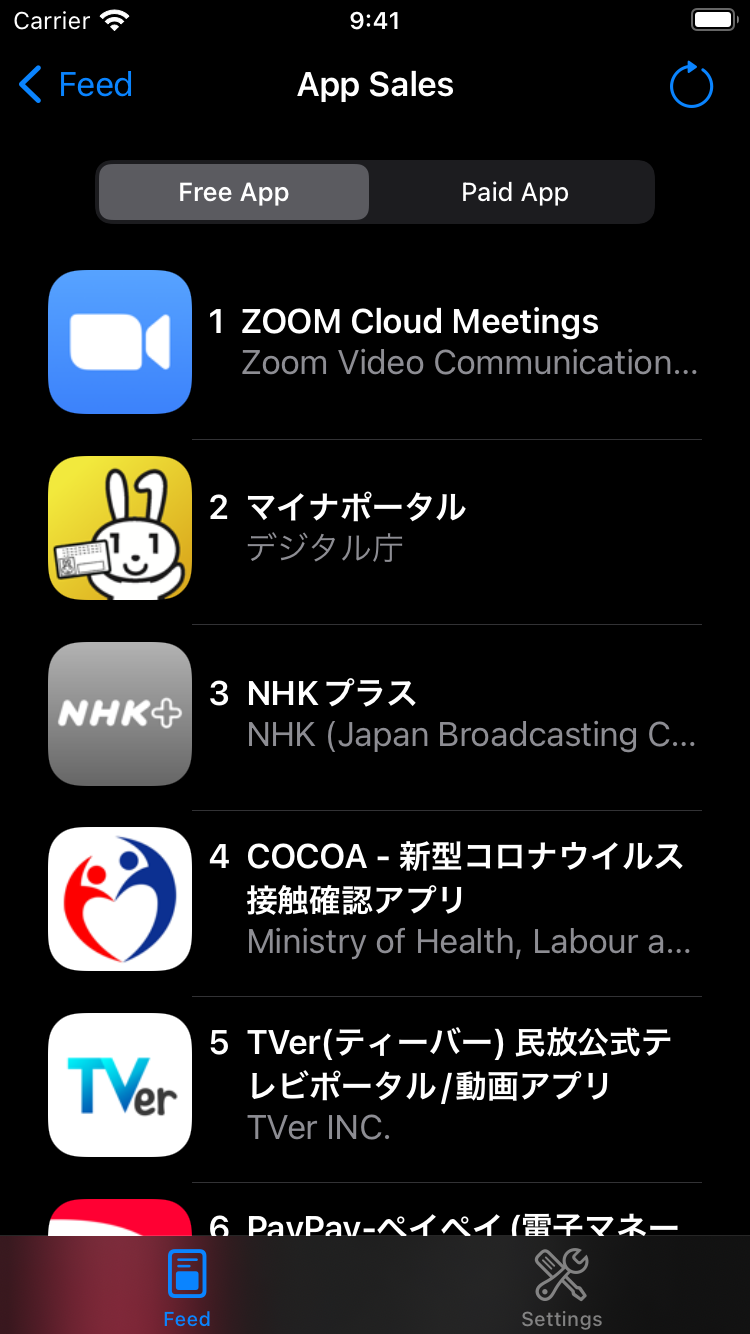 Carrier 9:41
Feed App Sales
Free App Paid App
1 ZOOM Cloud Meetings
Zoom Video Communication...
2 マイナポータル
デジタル庁
NHK+
3 NHKプラス
NHK (Japan Broadcasting C...
4 COCOA - 新型コロナウイルス
接触確認アプリ
Ministry of Health, Labour a...
TVer
5 TVer(ティーバー) 民放公式テ
レビポータル/動画アプリ
TVer INC.
6 PayPay-ペイペイ(電子マネー
Feed Settings